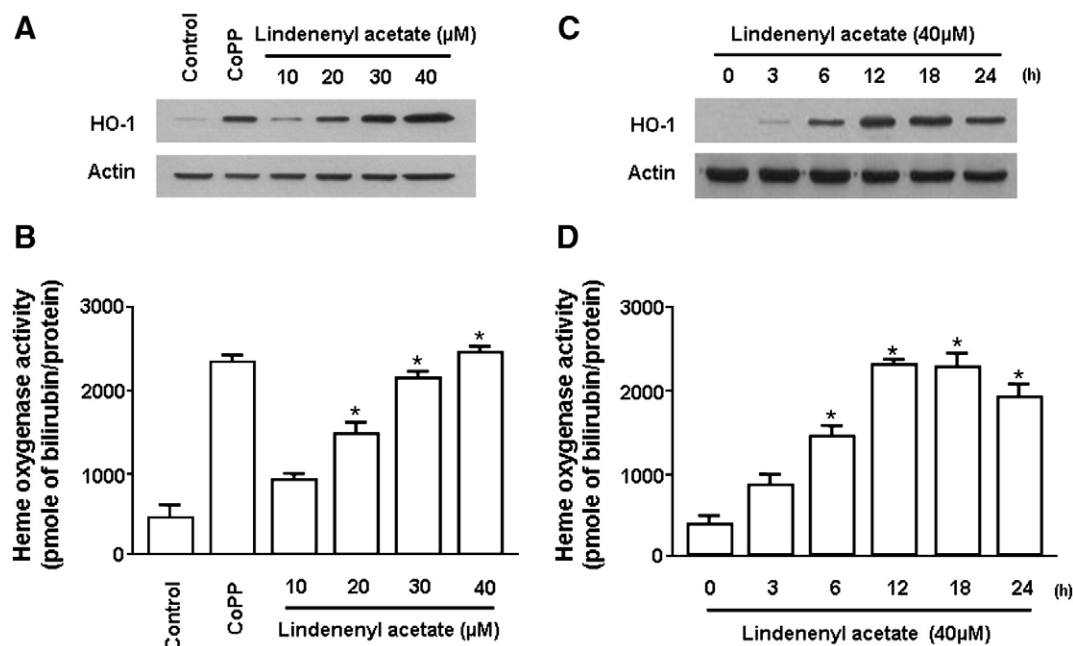 A
Control
CoPP
Lindenenyl acetate (μM)
10 20 30 40
HO-1
Actin
B
Heme oxygenase activity
(pmole of bilirubin/protein)
3000
2000
1000
0
* * *
Control
CoPP
10 20 30 40
Lindenenyl acetate (μM)
C
Lindenenyl acetate (40μM)
0 3 6 12 18 24 (h)
HO-1
Actin
D
Heme oxygenase activity
(pmole of bilirubin/protein)
3000
2000
1000
0
* * * *
0 3 6 12 18 24 (h)
Lindenenyl acetate (40μM)